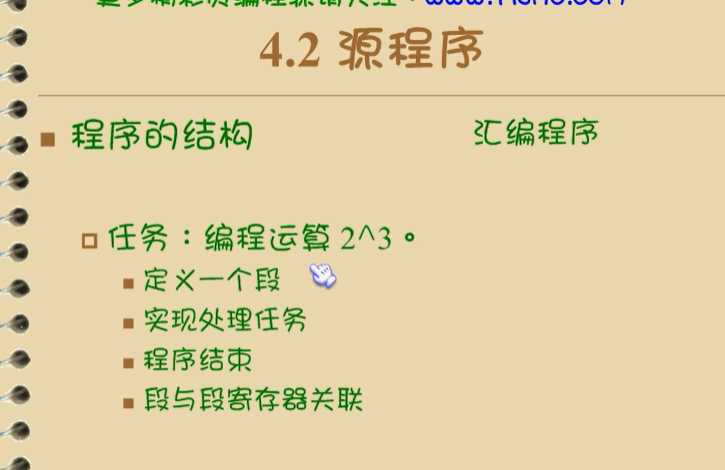 4.2 源程序
程序的结构 汇编程序
任务：编程运算 2^3。
定义一个段
实现处理任务
程序结束
段与段寄存器关联